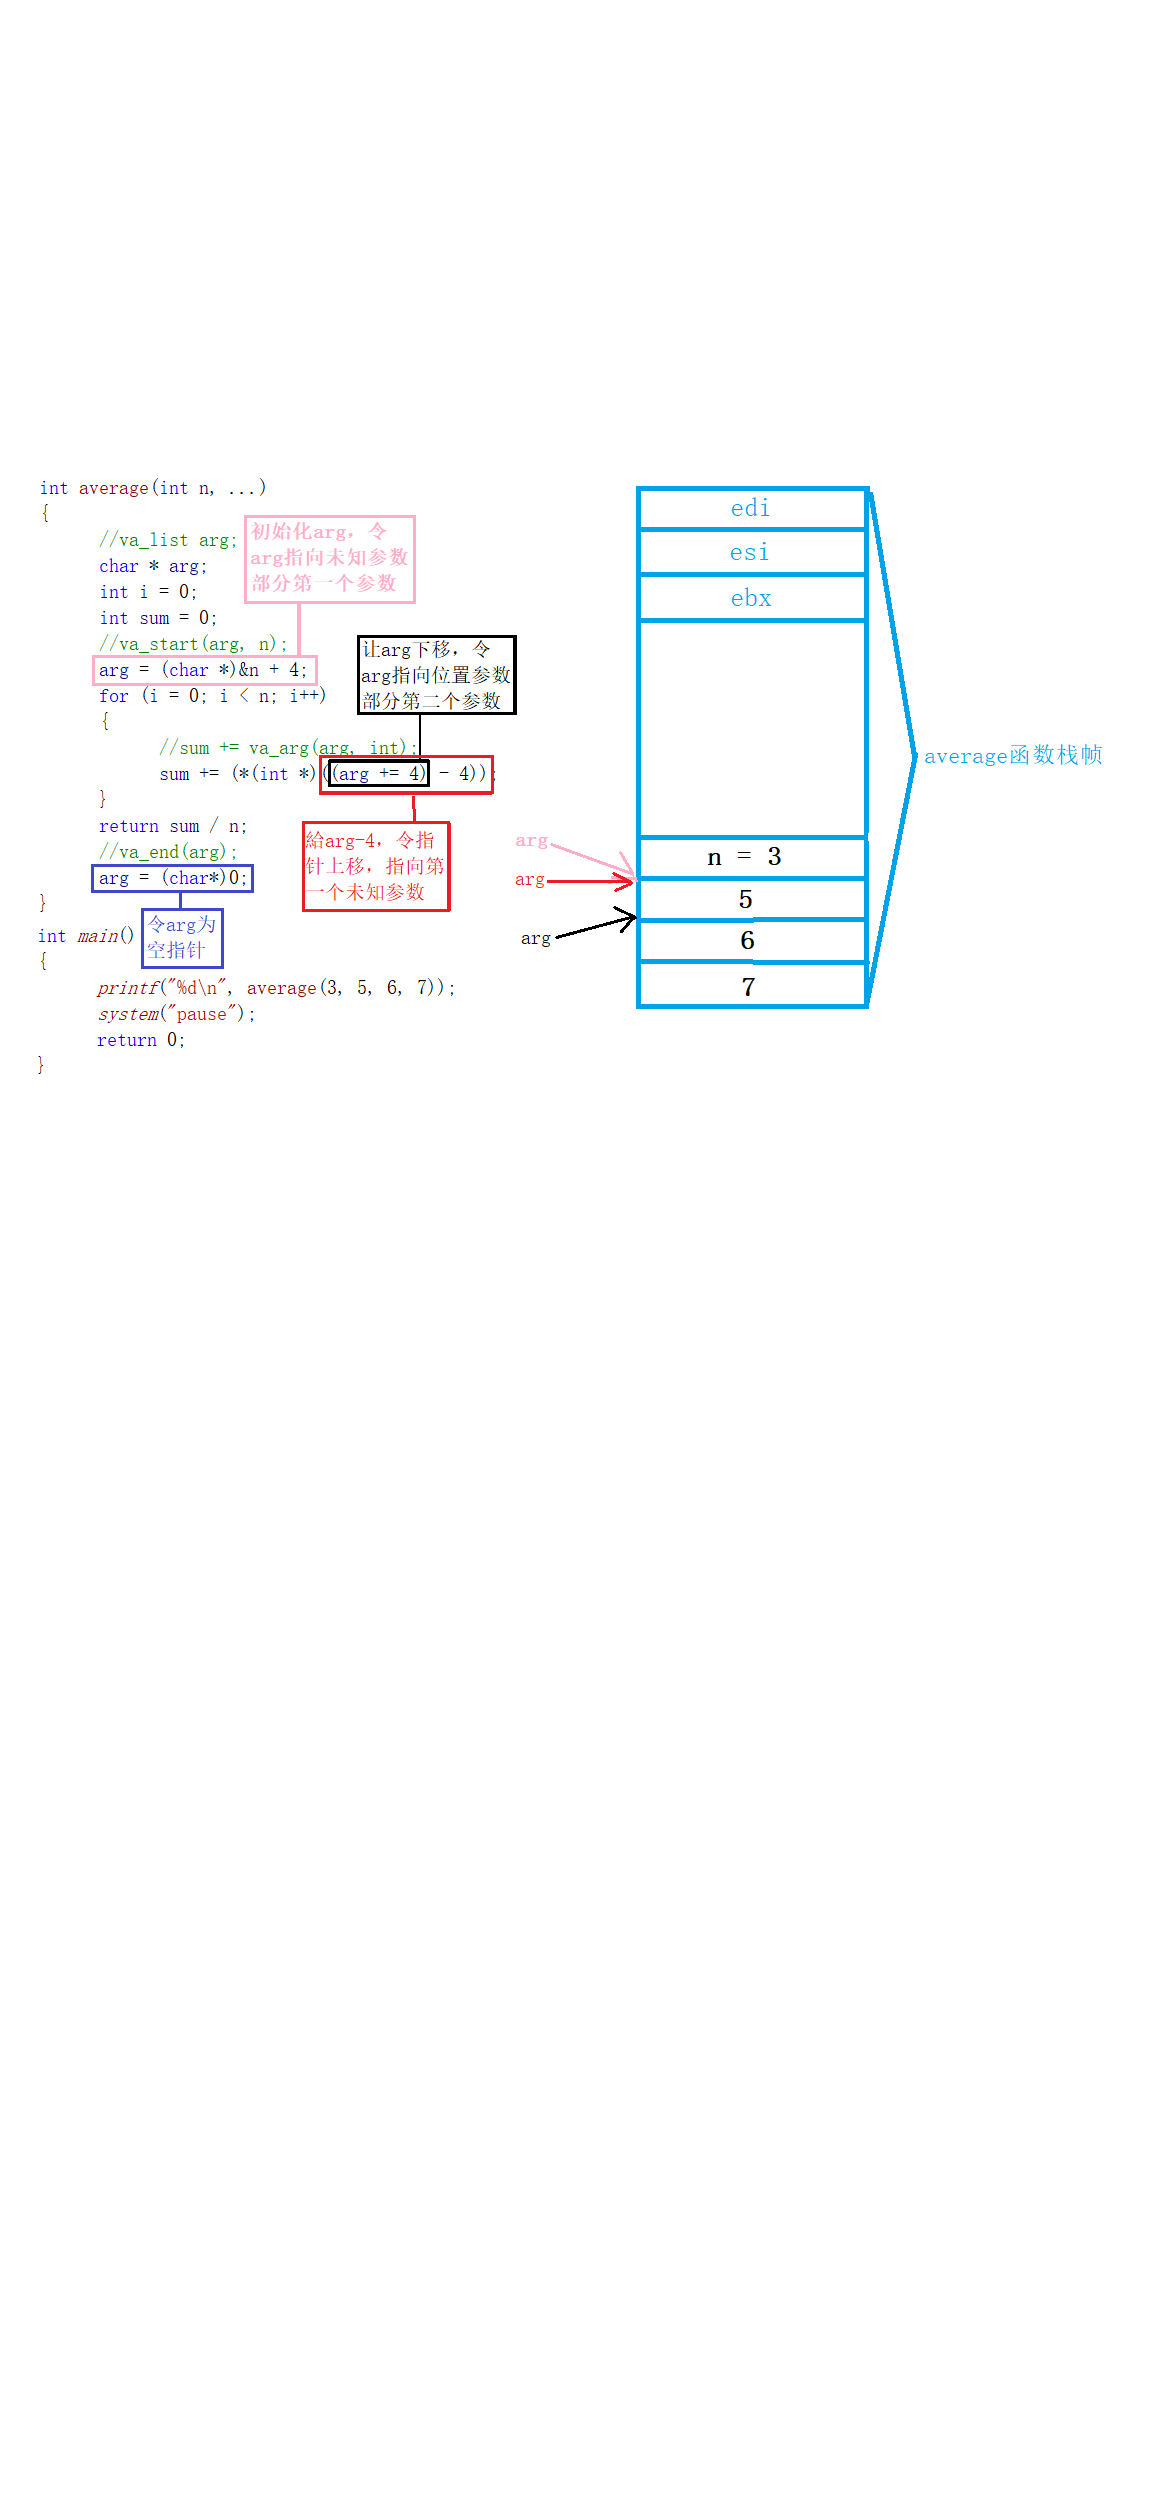 int average(int n, ...)
{
//va_list arg;
char * arg;
int i = 0;
int sum = 0;
//va_start(arg, n);
arg = (char *)&n + 4;
for (i = 0; i < n; i++)
{
//sum += va_arg(arg, int);
sum += (*(int *)((arg += 4) - 4));
}
return sum / n;
//va_end(arg);
arg = (char*)0;
}
int main()
{
printf("%d\n", average(3, 5, 6, 7));
system("pause");
return 0;
}
初始化arg，令
arg指向未知参数
部分第一个参数
让arg下移，令
arg指向位置参数
部分第二个参数
给arg-4，令指
针上移，指向第
一个未知参数
令arg为
空指针
edi
esi
ebx
average函数栈帧
arg
arg
arg
n = 3
5
6
7